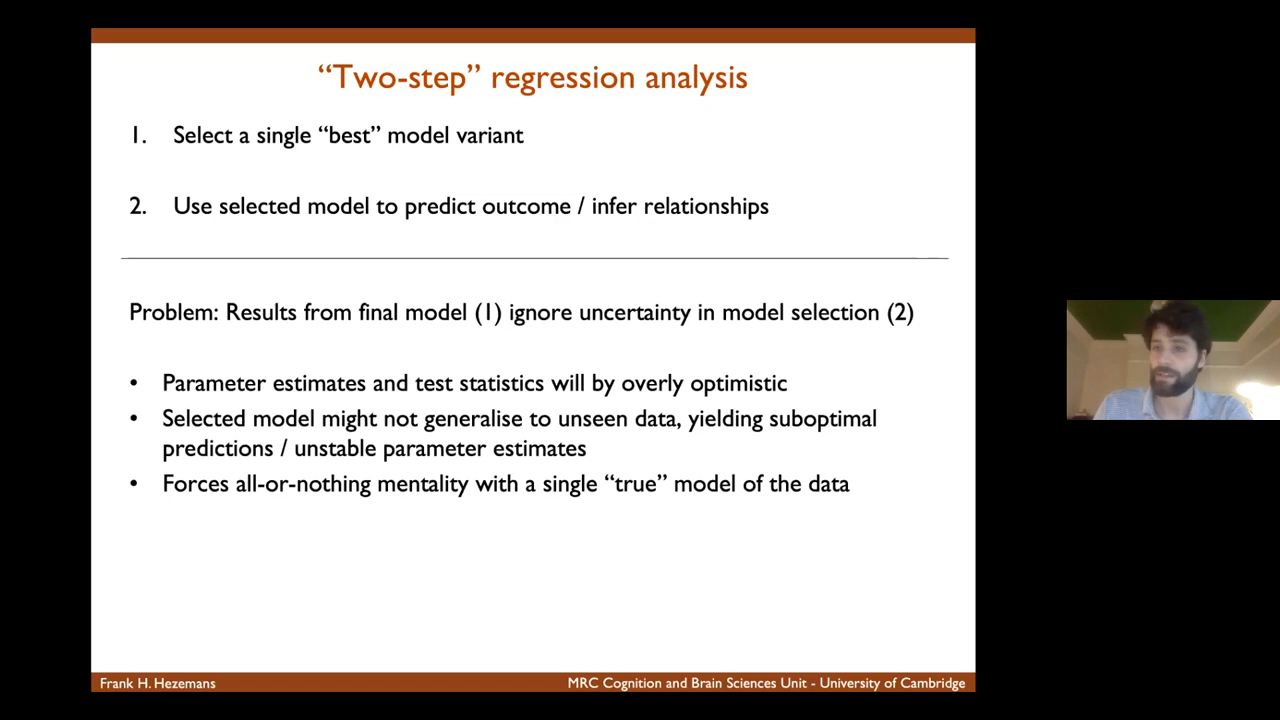 “Two-step” regression analysis
1. Select a single “best” model variant
2. Use selected model to predict outcome / infer relationships
Problem: Results from final model (1) ignore uncertainty in model selection (2)
• Parameter estimates and test statistics will by overly optimistic
• Selected model might not generalise to unseen data, yielding suboptimal
predictions / unstable parameter estimates
• Forces all-or-nothing mentality with a single “true” model of the data
Frank H. Hezemans
MRC Cognition and Brain Sciences Unit - University of Cambridge